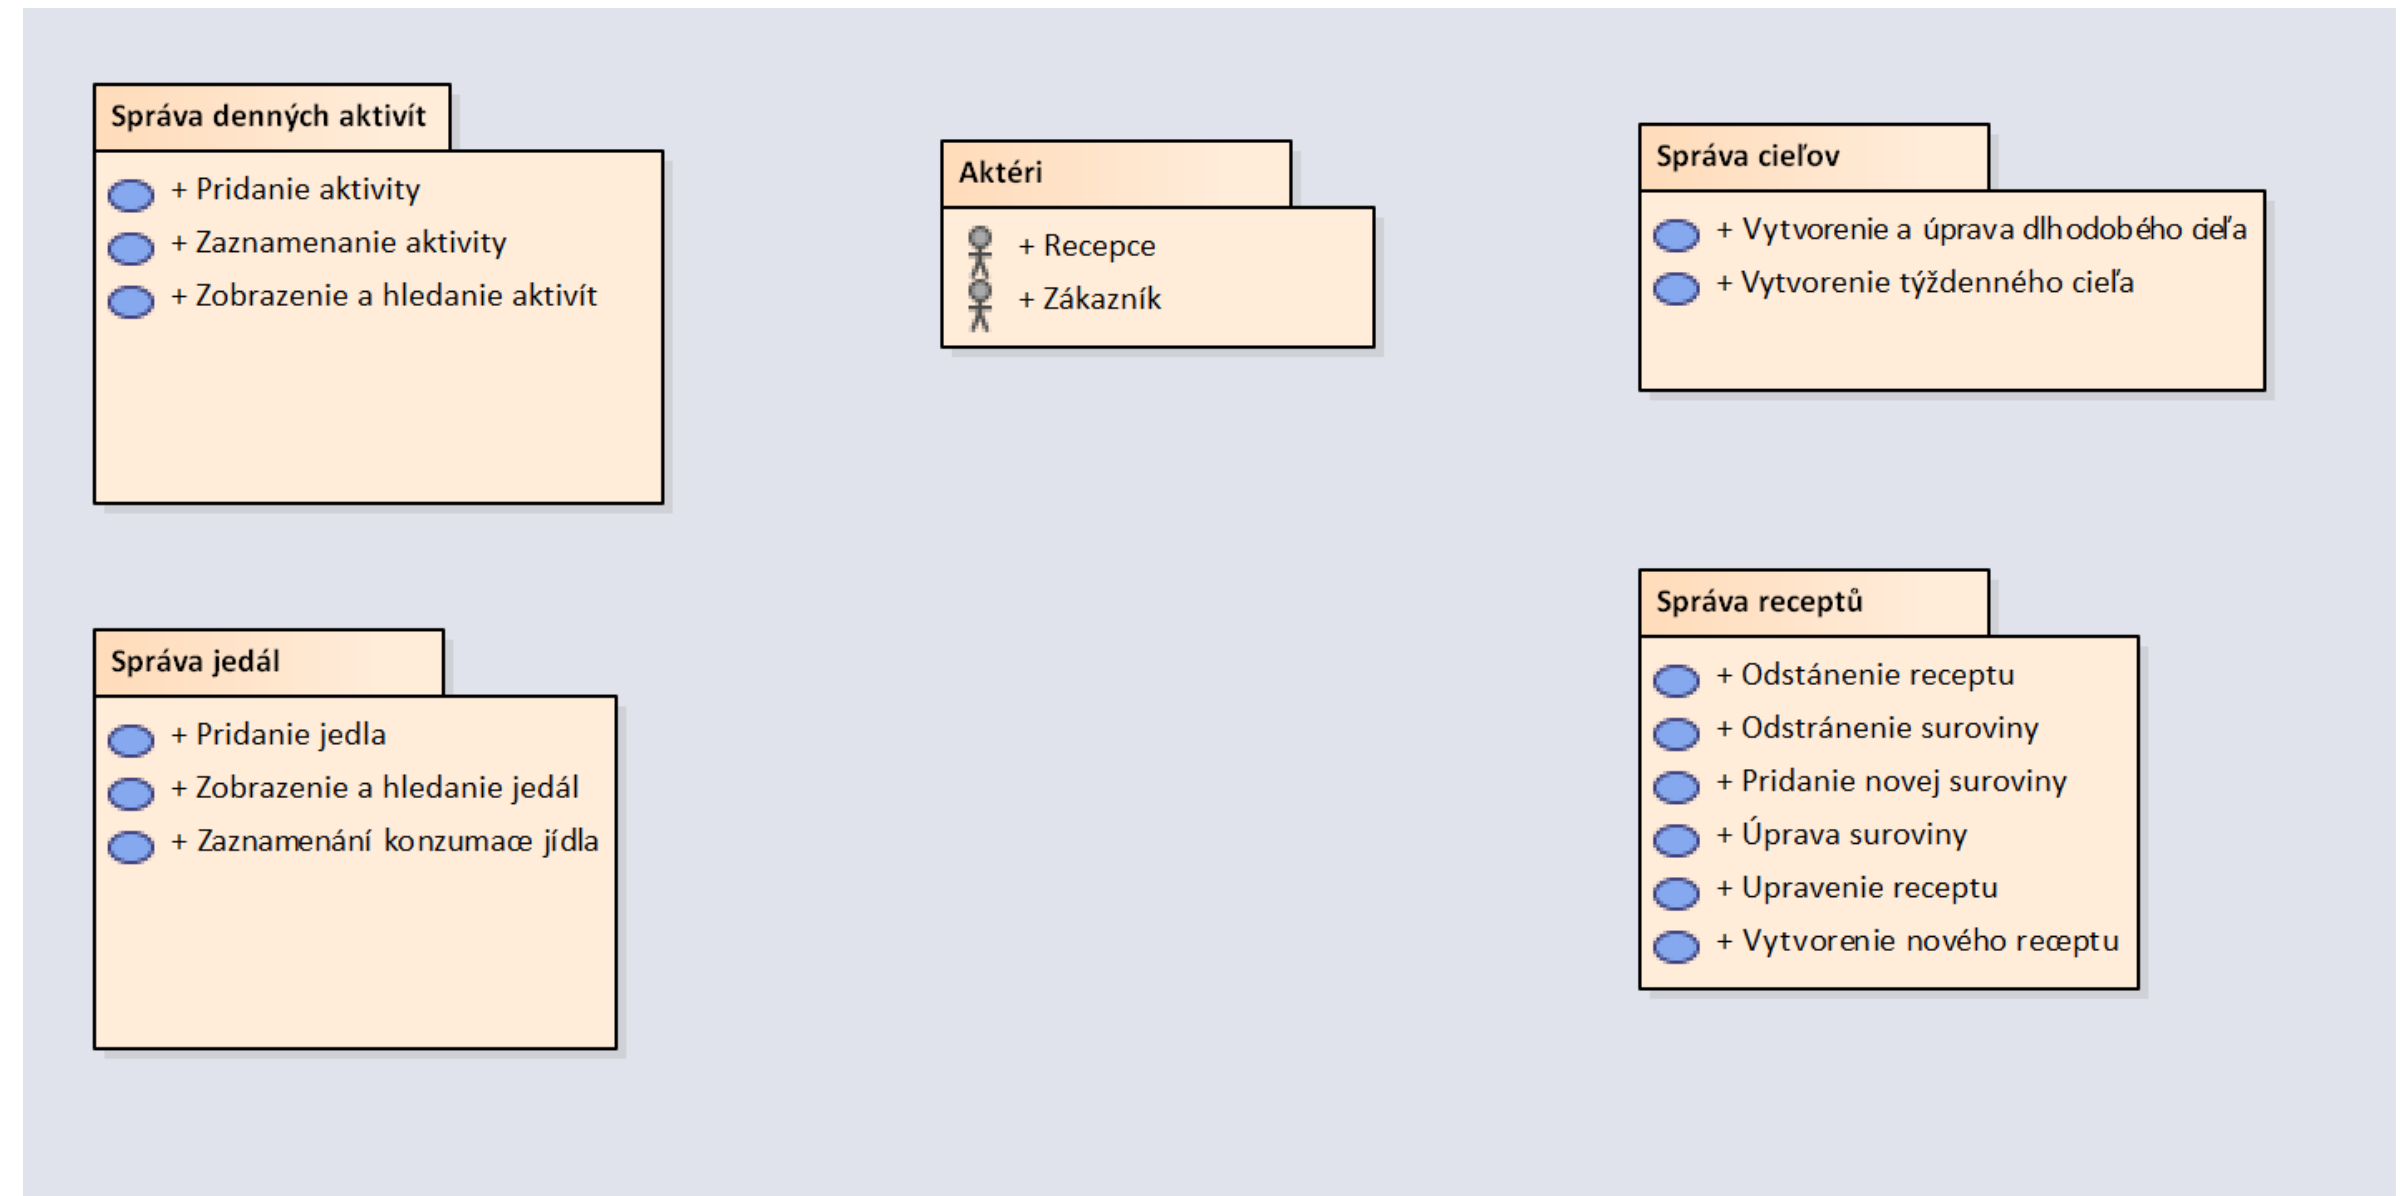 Správa denných aktivít
+ Pridanie aktivity
+ Zaznamenanie aktivity
+ Zobrazenie a hledanie aktivít
Aktéri
+ Recepce
+ Zákazník
Správa cieľov
+ Vytvorenie a úprava dlhodobého cieľa
+ Vytvorenie týždenného cieľa
Správa jedál
+ Pridanie jedla
+ Zobrazenie a hledanie jedál
+ Zaznamenání konzumace jídla
Správa receptů
+ Odstánenie receptu
+ Odstránenie suroviny
+ Pridanie novej suroviny
+ Úprava suroviny
+ Upravenie receptu
+ Vytvorenie nového receptu